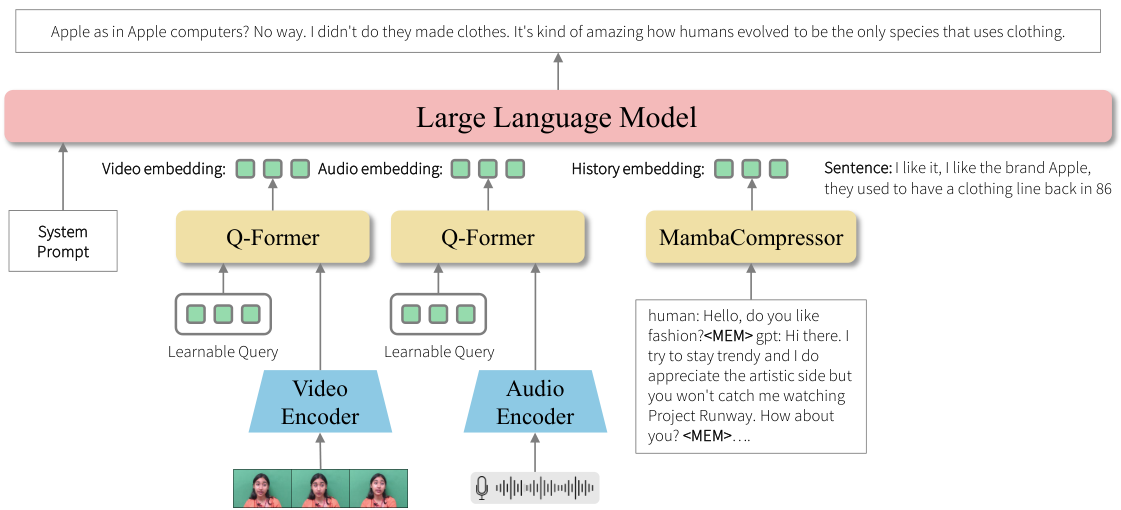 Apple as in Apple computers? No way. I didn't do they made clothes. It's kind of amazing how humans evolved to be the only species that uses clothing.
Large Language Model
Video embedding:
Audio embedding:
History embedding:
Sentence: I like it, I like the brand Apple,
they used to have a clothing line back in 86
System
Prompt
Q-Former
Q-Former
MambaCompressor
Learnable Query
Learnable Query
human: Hello, do you like
fashion?<MEM> gpt: Hi there. I
try to stay trendy and I do
appreciate the artistic side but
you won't catch me watching
Project Runway. How about
you? <MEM>....
Video
Encoder
Audio
Encoder